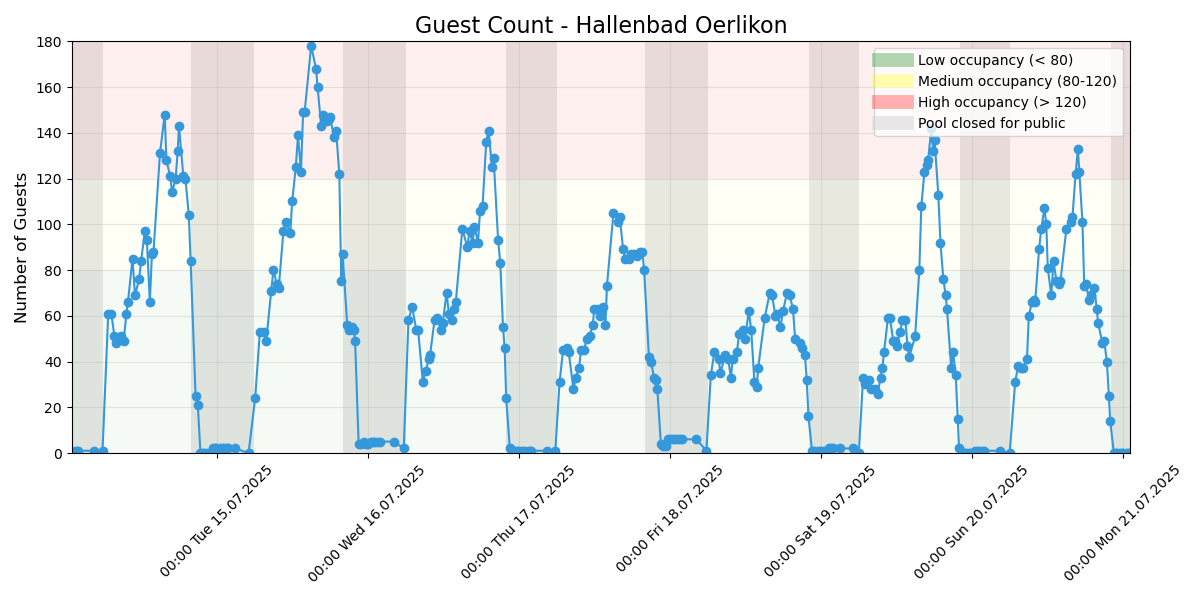 Guest Count - Hallenbad Oerlikon
Number of Guests
180
160
140
120
100
80
60
40
20
0
Low occupancy (< 80)
Medium occupancy (80-120)
High occupancy (> 120)
Pool closed for public
00:00 Tue 15.07.2025
00:00 Wed 16.07.2025
00:00 Thu 17.07.2025
00:00 Fri 18.07.2025
00:00 Sat 19.07.2025
00:00 Sun 20.07.2025
00:00 Mon 21.07.2025